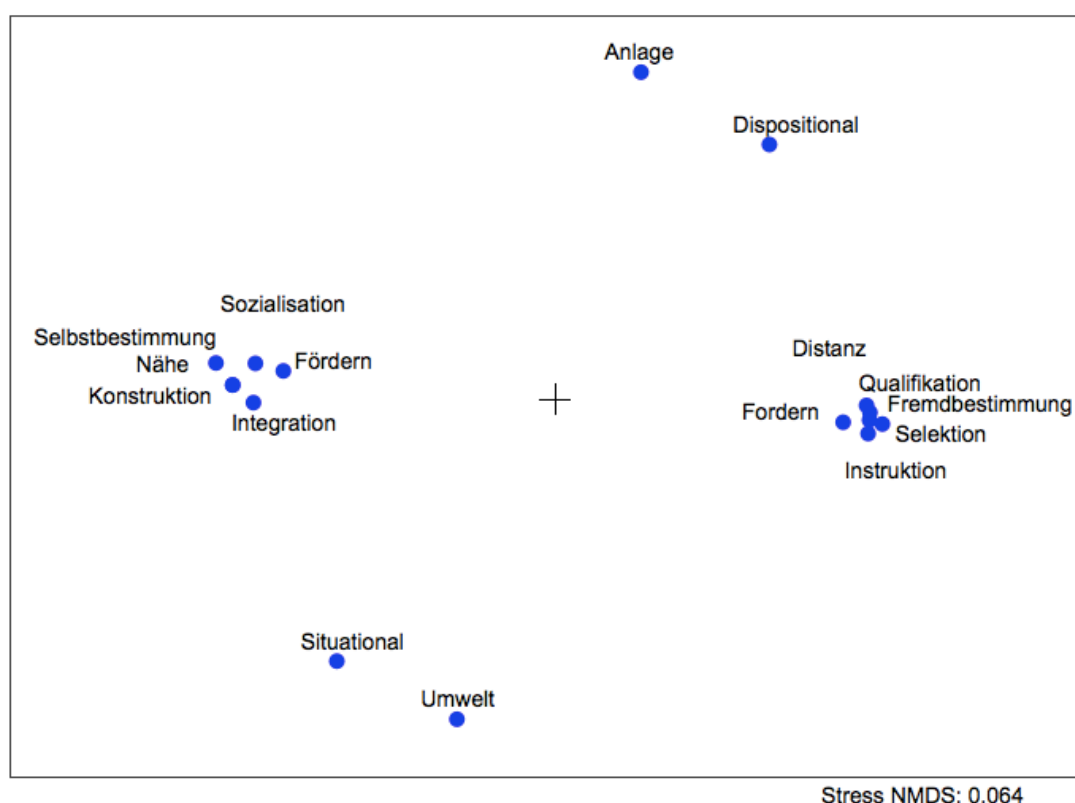 Anlage
Dispositional
Sozialisation
Selbstbestimmung
Nähe
Fördern
Konstruktion
Integration
Distanz
Qualifikation
Fordern
Fremdbestimmung
Selektion
Instruktion
Situational
Umwelt
Stress NMDS: 0.064